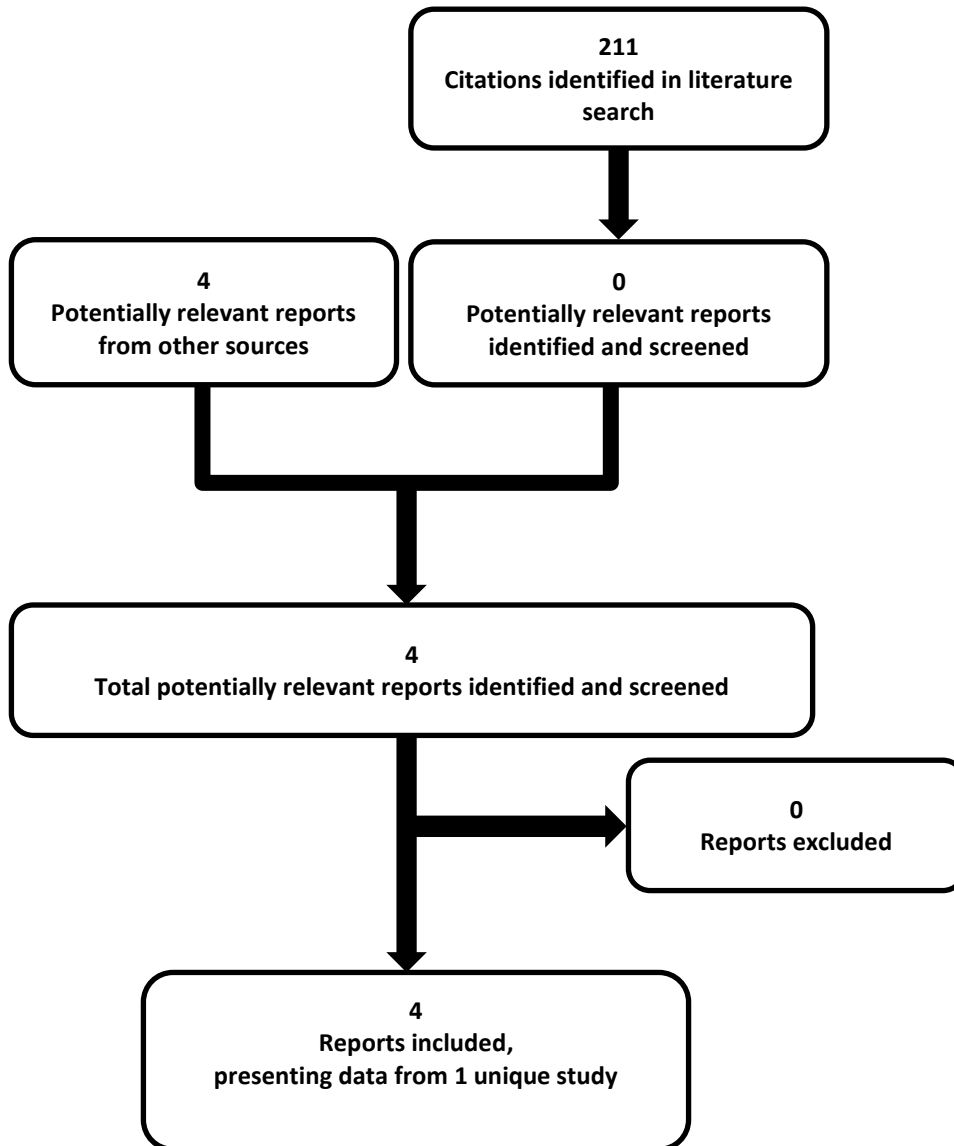 211
Citations identified in literature
search
4
Potentially relevant reports
from other sources
0
Potentially relevant reports
identified and screened
4
Total potentially relevant reports identified and screened
0
Reports excluded
4
Reports included,
presenting data from 1 unique study